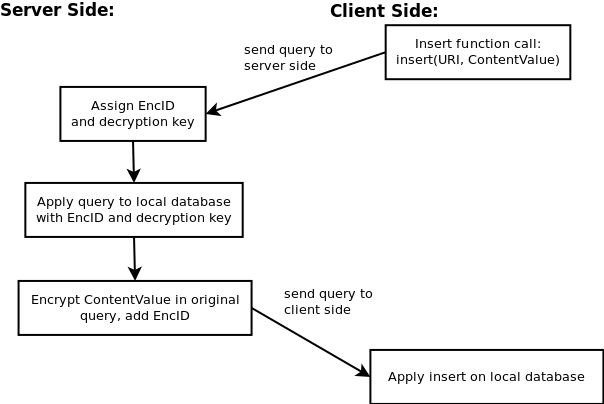 Server Side:
Client Side:
Insert function call:
insert(URI, ContentValue)
send query to
server side
Assign EncID
and decryption key
Apply query to local database
with EncID and decryption key
Encrypt ContentValue in original
query, add EncID
send query to
client side
Apply insert on local database